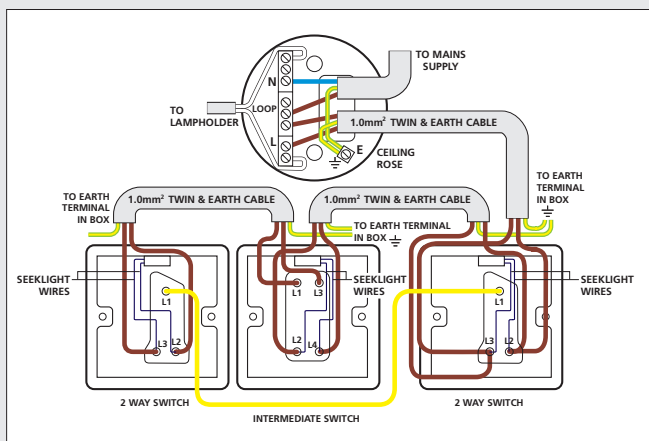 TO MAINS
SUPPLY
N
TO
LAMPHOLDER
LOOP
1.0mm² TWIN & EARTH CABLE
L
E
CEILING
ROSE
TO EARTH
TERMINAL
IN BOX
TO EARTH
TERMINAL
IN BOX
1.0mm² TWIN & EARTH CABLE
1.0mm² TWIN & EARTH CABLE
TO EARTH TERMINAL
IN BOX
SEEKLIGHT
WIRES
SEEKLIGHT
WIRES
SEEKLIGHT
WIRES
L1
L3
L2
L1
L3
L2
L4
L1
L3
L2
2 WAY SWITCH
INTERMEDIATE SWITCH
2 WAY SWITCH